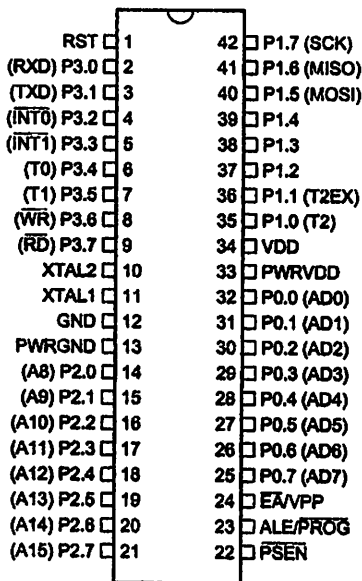 RST 1 42 P1.7 (SCK)
(RXD) P3.0 2 41 P1.6 (MISO)
(TXD) P3.1 3 40 P1.5 (MOSI)
(I̅N̅T̅0̅) P3.2 4 39 P1.4
(I̅N̅T̅1̅) P3.3 5 38 P1.3
(T0) P3.4 6 37 P1.2
(T1) P3.5 7 36 P1.1 (T2EX)
(W̅R̅) P3.6 8 35 P1.0 (T2)
(R̅D̅) P3.7 9 34 VDD
XTAL2 10 33 PWRVDD
XTAL1 11 32 P0.0 (AD0)
GND 12 31 P0.1 (AD1)
PWRGND 13 30 P0.2 (AD2)
(A8) P2.0 14 29 P0.3 (AD3)
(A9) P2.1 15 28 P0.4 (AD4)
(A10) P2.2 16 27 P0.5 (AD5)
(A11) P2.3 17 26 P0.6 (AD6)
(A12) P2.4 18 25 P0.7 (AD7)
(A13) P2.5 19 24 E̅A̅/VPP
(A14) P2.6 20 23 ALE/P̅R̅O̅G̅
(A15) P2.7 21 22 P̅S̅E̅N̅